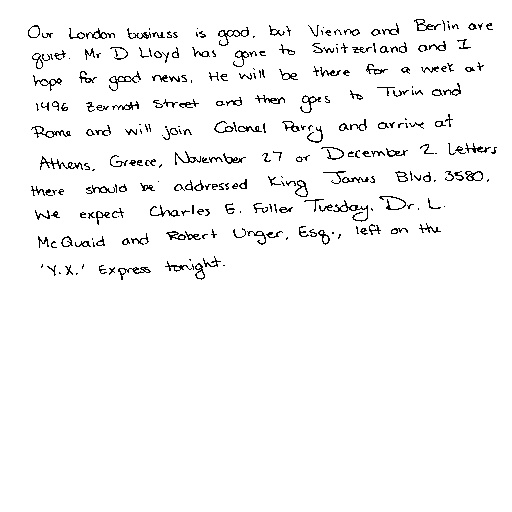 Our London business is good, but Vienna and Berlin are
quiet. Mr D Lloyd has gone to Switzerland and I
hope for good news. He will be there for a week at
1496 Zermott Street and then goes to Turin and
Rome and will join Colonel Parry and arrive at
Athens, Greece, November 27 or December 2. Letters
there should be addressed King James Blvd. 3580.
We expect Charles E. Fuller Tuesday. Dr. L.
McQuaid and Robert Unger, Esq., left on the
'Y.X.' Express tonight.